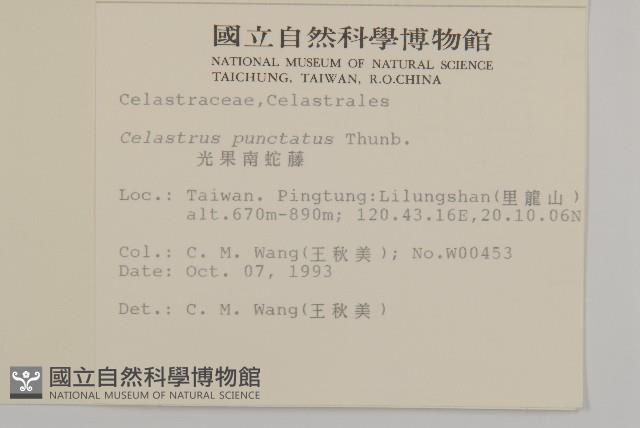 國立自然科學博物館
NATIONAL MUSEUM OF NATURAL SCIENCE
TAICHUNG, TAIWAN, R.O.CHINA
Celastraceae,Celastrales
Celastrus punctatus Thunb.
光果南蛇藤
Loc.: Taiwan. Pingtung:Lilungshan(里龍山)
alt.670m-890m; 120.43.16E,20.10.06N
Col.: C. M. Wang(王秋美); No.W00453
Date: Oct. 07, 1993
Det.: C. M. Wang(王秋美)
國立自然科學博物館
NATIONAL MUSEUM OF NATURAL SCIENCE